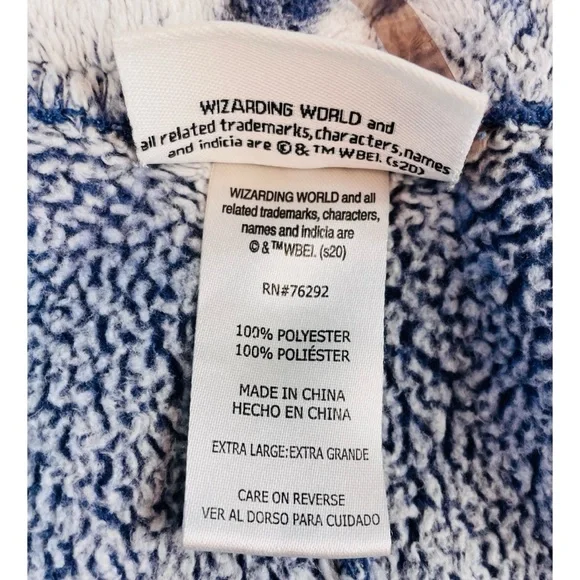 WIZARDING WORLD and
all related trademarks, characters, names
and indicia are © & ™ WBEI. (s20)
WIZARDING WORLD and all
related trademarks, characters,
names and indicia are
© & ™WBEI. (s20)
RN#76292
100% POLYESTER
100% POLIÉSTER
MADE IN CHINA
HECHO EN CHINA
EXTRA LARGE:EXTRA GRANDE
CARE ON REVERSE
VER AL DORSO PARA CUIDADO